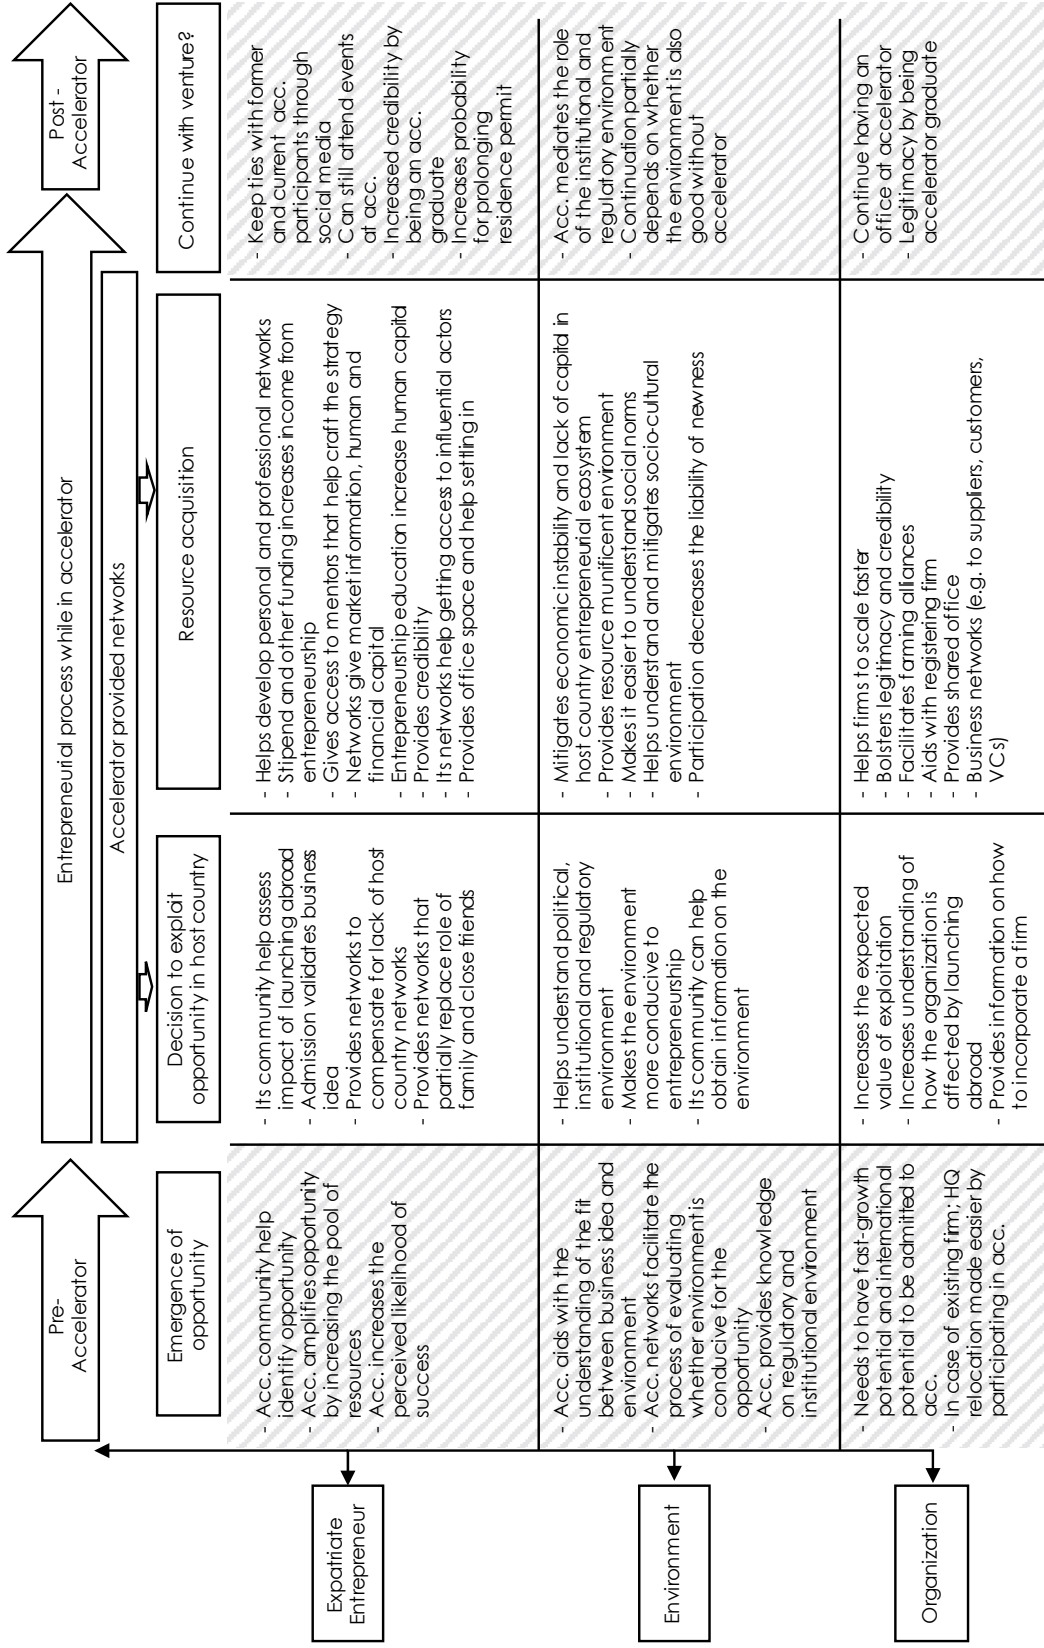 Pre-
Accelerator
Entrepreneurial process while in accelerator
Post -
Accelerator
Accelerator provided networks
Emergence of
opportunity
Decision to exploit
opportunity in host country
Resource acquisition
Continue with venture?
Expatriate
Entrepreneur
- Acc. community help
identify opportunity
- Acc. amplifies opportunity
by increasing the pool of
resources
- Acc. increases the
perceived likelihood of
success
- Its community help assess
impact of launching abroad
- Admission validates business
idea
- Provides networks to
compensate for lack of host
country networks
- Provides networks that
partially replace role of
family and close friends
- Helps develop personal and professional networks
- Stipend and other funding increases income from
entrepreneurship
- Gives access to mentors that help craft the strategy
- Networks give market information, human and
financial capital
- Entrepreneurship education increase human capital
- Provides credibility
- Its networks help getting access to influential actors
- Provides office space and help settling in
- Keep ties with former
and current acc.
participants through
social media
- Can still attend events
at acc.
- Increased credibility by
being an acc.
graduate
- Increases probability
for prolonging
residence permit
Environment
- Acc. aids with the
understanding of the fit
between business idea and
environment
- Acc. networks facilitate the
process of evaluating
whether environment is
conducive for the
opportunity
- Acc. provides knowledge
on regulatory and
institutional environment
- Helps understand political,
institutional and regulatory
environment
- Makes the environment
more conducive to
entrepreneurship
- Its community can help
obtain information on the
environment
- Mitigates economic instability and lack of capital in
host country entrepreneurial ecosystem
- Provides resource munificent environment
- Makes it easier to understand social norms
- Helps understand and mitigates socio-cultural
environment
- Participation decreases the liability of newness
- Acc. mediates the role
of the institutional and
regulatory environment
- Continuation partially
depends on whether
the environment is also
good without
accelerator
Organization
- Needs to have fast-growth
potential and international
potential to be admitted to
acc.
- In case of existing firm; HQ
relocation made easier by
participating in acc.
- Increases the expected
value of exploitation
- Increases understanding of
how the organization is
affected by launching
abroad
- Provides information on how
to incorporate a firm
- Helps firms to scale faster
- Bolsters legitimacy and credibility
- Facilitates farming alliances
- Aids with registering firm
- Provides shared office
- Business networks (e.g. to suppliers, customers,
VCs)
- Continue having an
office at accelerator
- Legitimacy by being
accelerator graduate